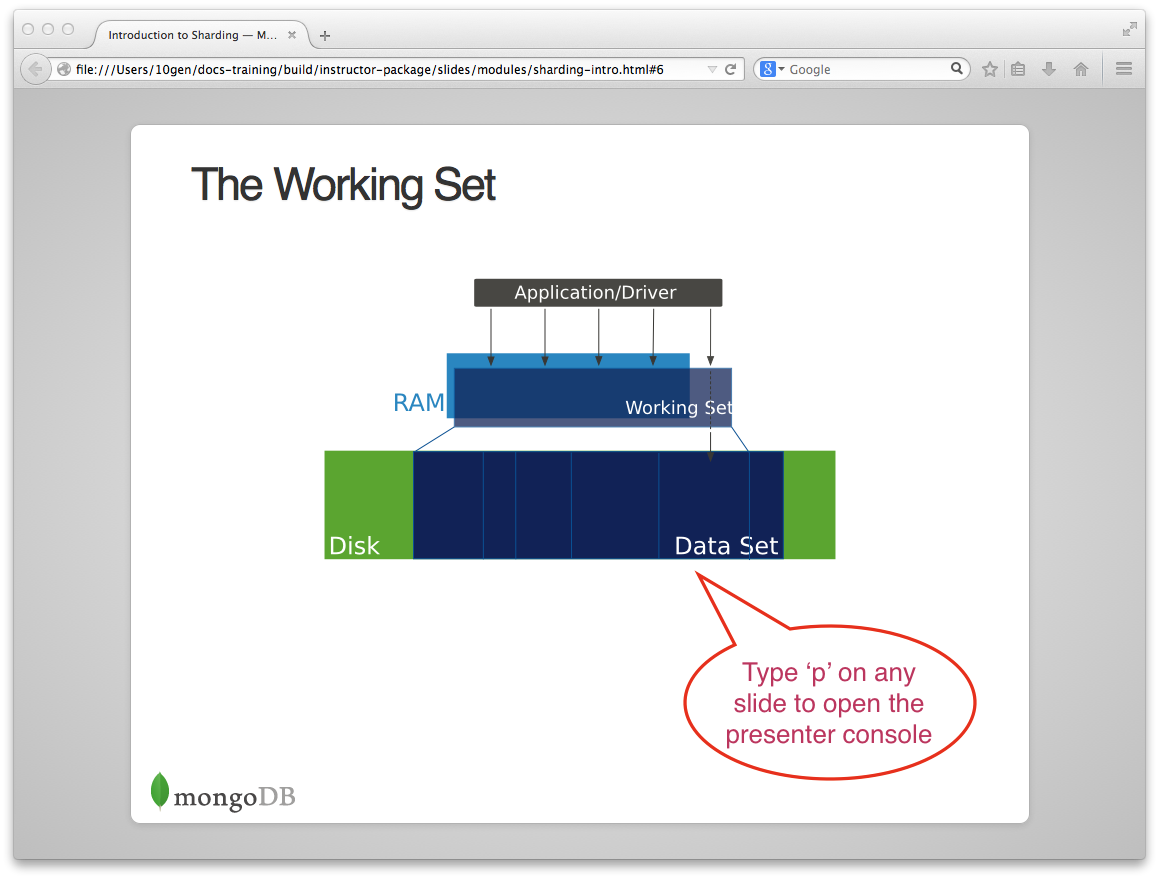 Introduction to Sharding — M...
file:///Users/10gen/docs-training/build/instructor-package/slides/modules/sharding-intro.html#6
8
Google
The Working Set
Application/Driver
RAM
Working Set
Disk
Data Set
Type ‘p’ on any
slide to open the
presenter console
mongoDB